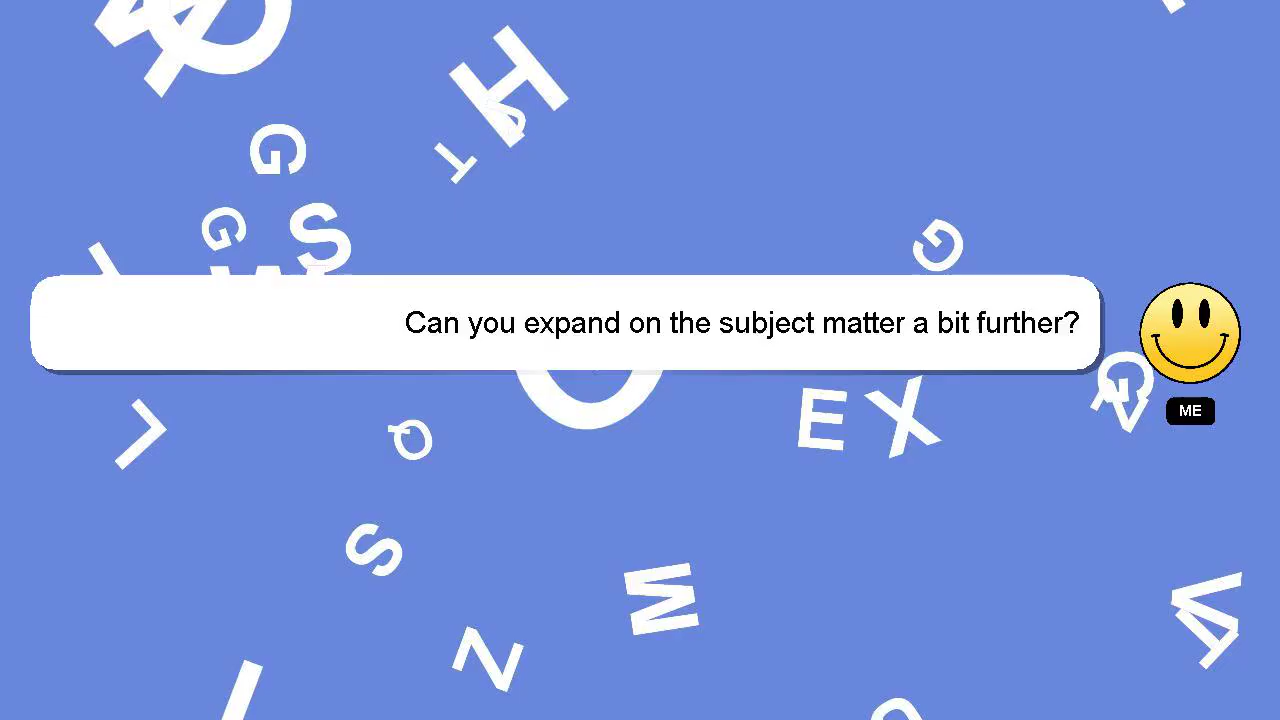 Can you expand on the subject matter a bit further?
ME
H
T
G
G
S
G
L
Q
E X
G
S
M
Z
V